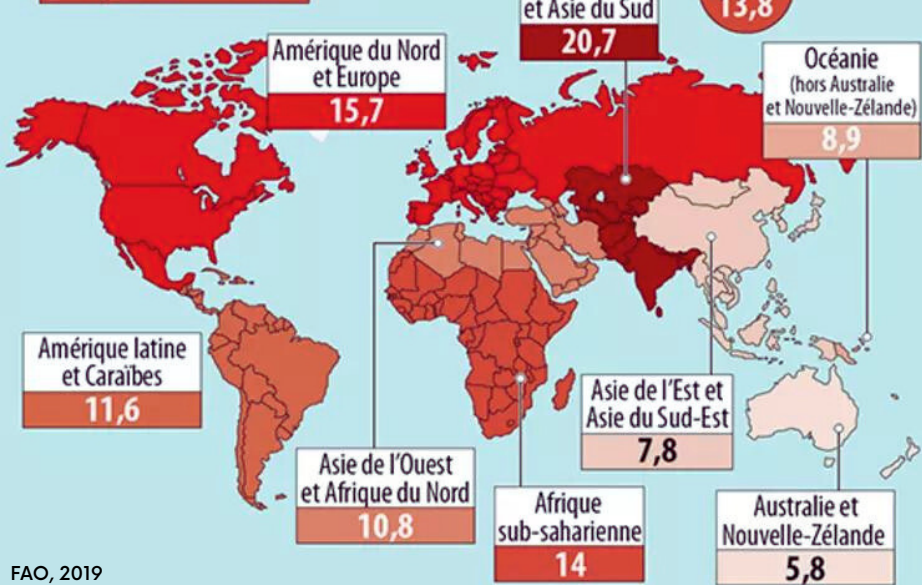 et Asie du Sud
20,7
13,8
Amérique du Nord
et Europe
15,7
Océanie
(hors Australie
et Nouvelle-Zélande)
8,9
Amérique latine
et Caraïbes
11,6
Asie de l'Est et
Asie du Sud-Est
7,8
Asie de l'Ouest
et Afrique du Nord
10,8
Afrique
sub-saharienne
14
Australie et
Nouvelle-Zélande
5,8
FAO, 2019